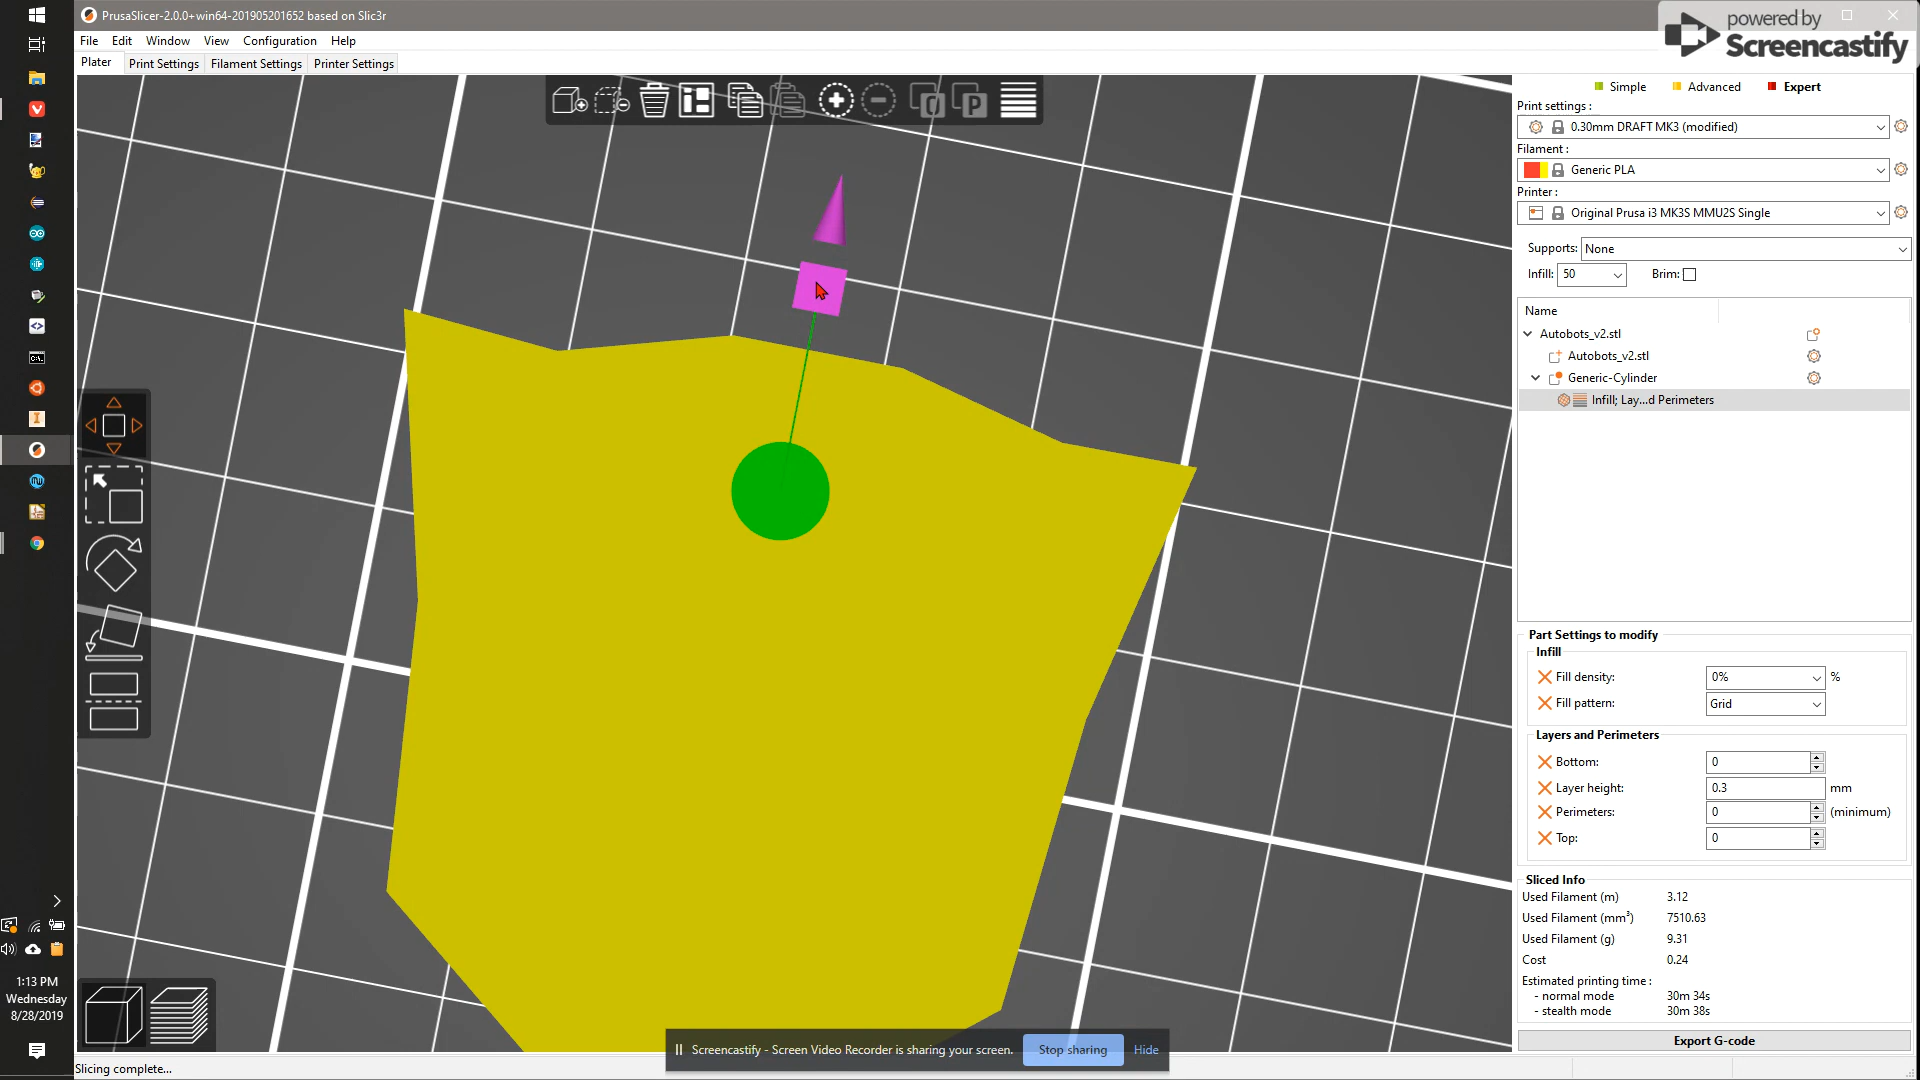 PrusaSlicer-2.0.0+win64-201905201652 based on Slic3r
powered by
Screencastify
File Edit Window View Configuration Help
Plater Print Settings Filament Settings Printer Settings
Simple Advanced Expert
Print settings :
0.30mm DRAFT MK3 (modified)
Filament :
Generic PLA
Printer :
Original Prusa i3 MK3S MMU2S Single
Supports: None
Infill: 50 Brim:
Name
Autobots_v2.stl
Autobots_v2.stl
Generic-Cylinder
Infill; Lay...d Perimeters
Part Settings to modify
Infill
Fill density: 0% %
Fill pattern: Grid
Layers and Perimeters
Bottom: 0
Layer height: 0.3 mm
Perimeters: 0 (minimum)
Top: 0
Sliced Info
Used Filament (m) 3.12
Used Filament (mm³) 7510.63
Used Filament (g) 9.31
Cost 0.24
Estimated printing time :
- normal mode 30m 34s
- stealth mode 30m 38s
Export G-code
1:13 PM
Wednesday
8/28/2019
Screencastify - Screen Video Recorder is sharing your screen. Stop sharing Hide
Slicing complete...